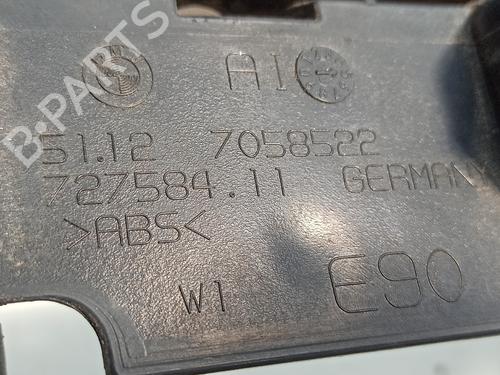 B-PARTS
AI
51.12 7058522
727584.11 GERMANY
>ABS<
W1 E90